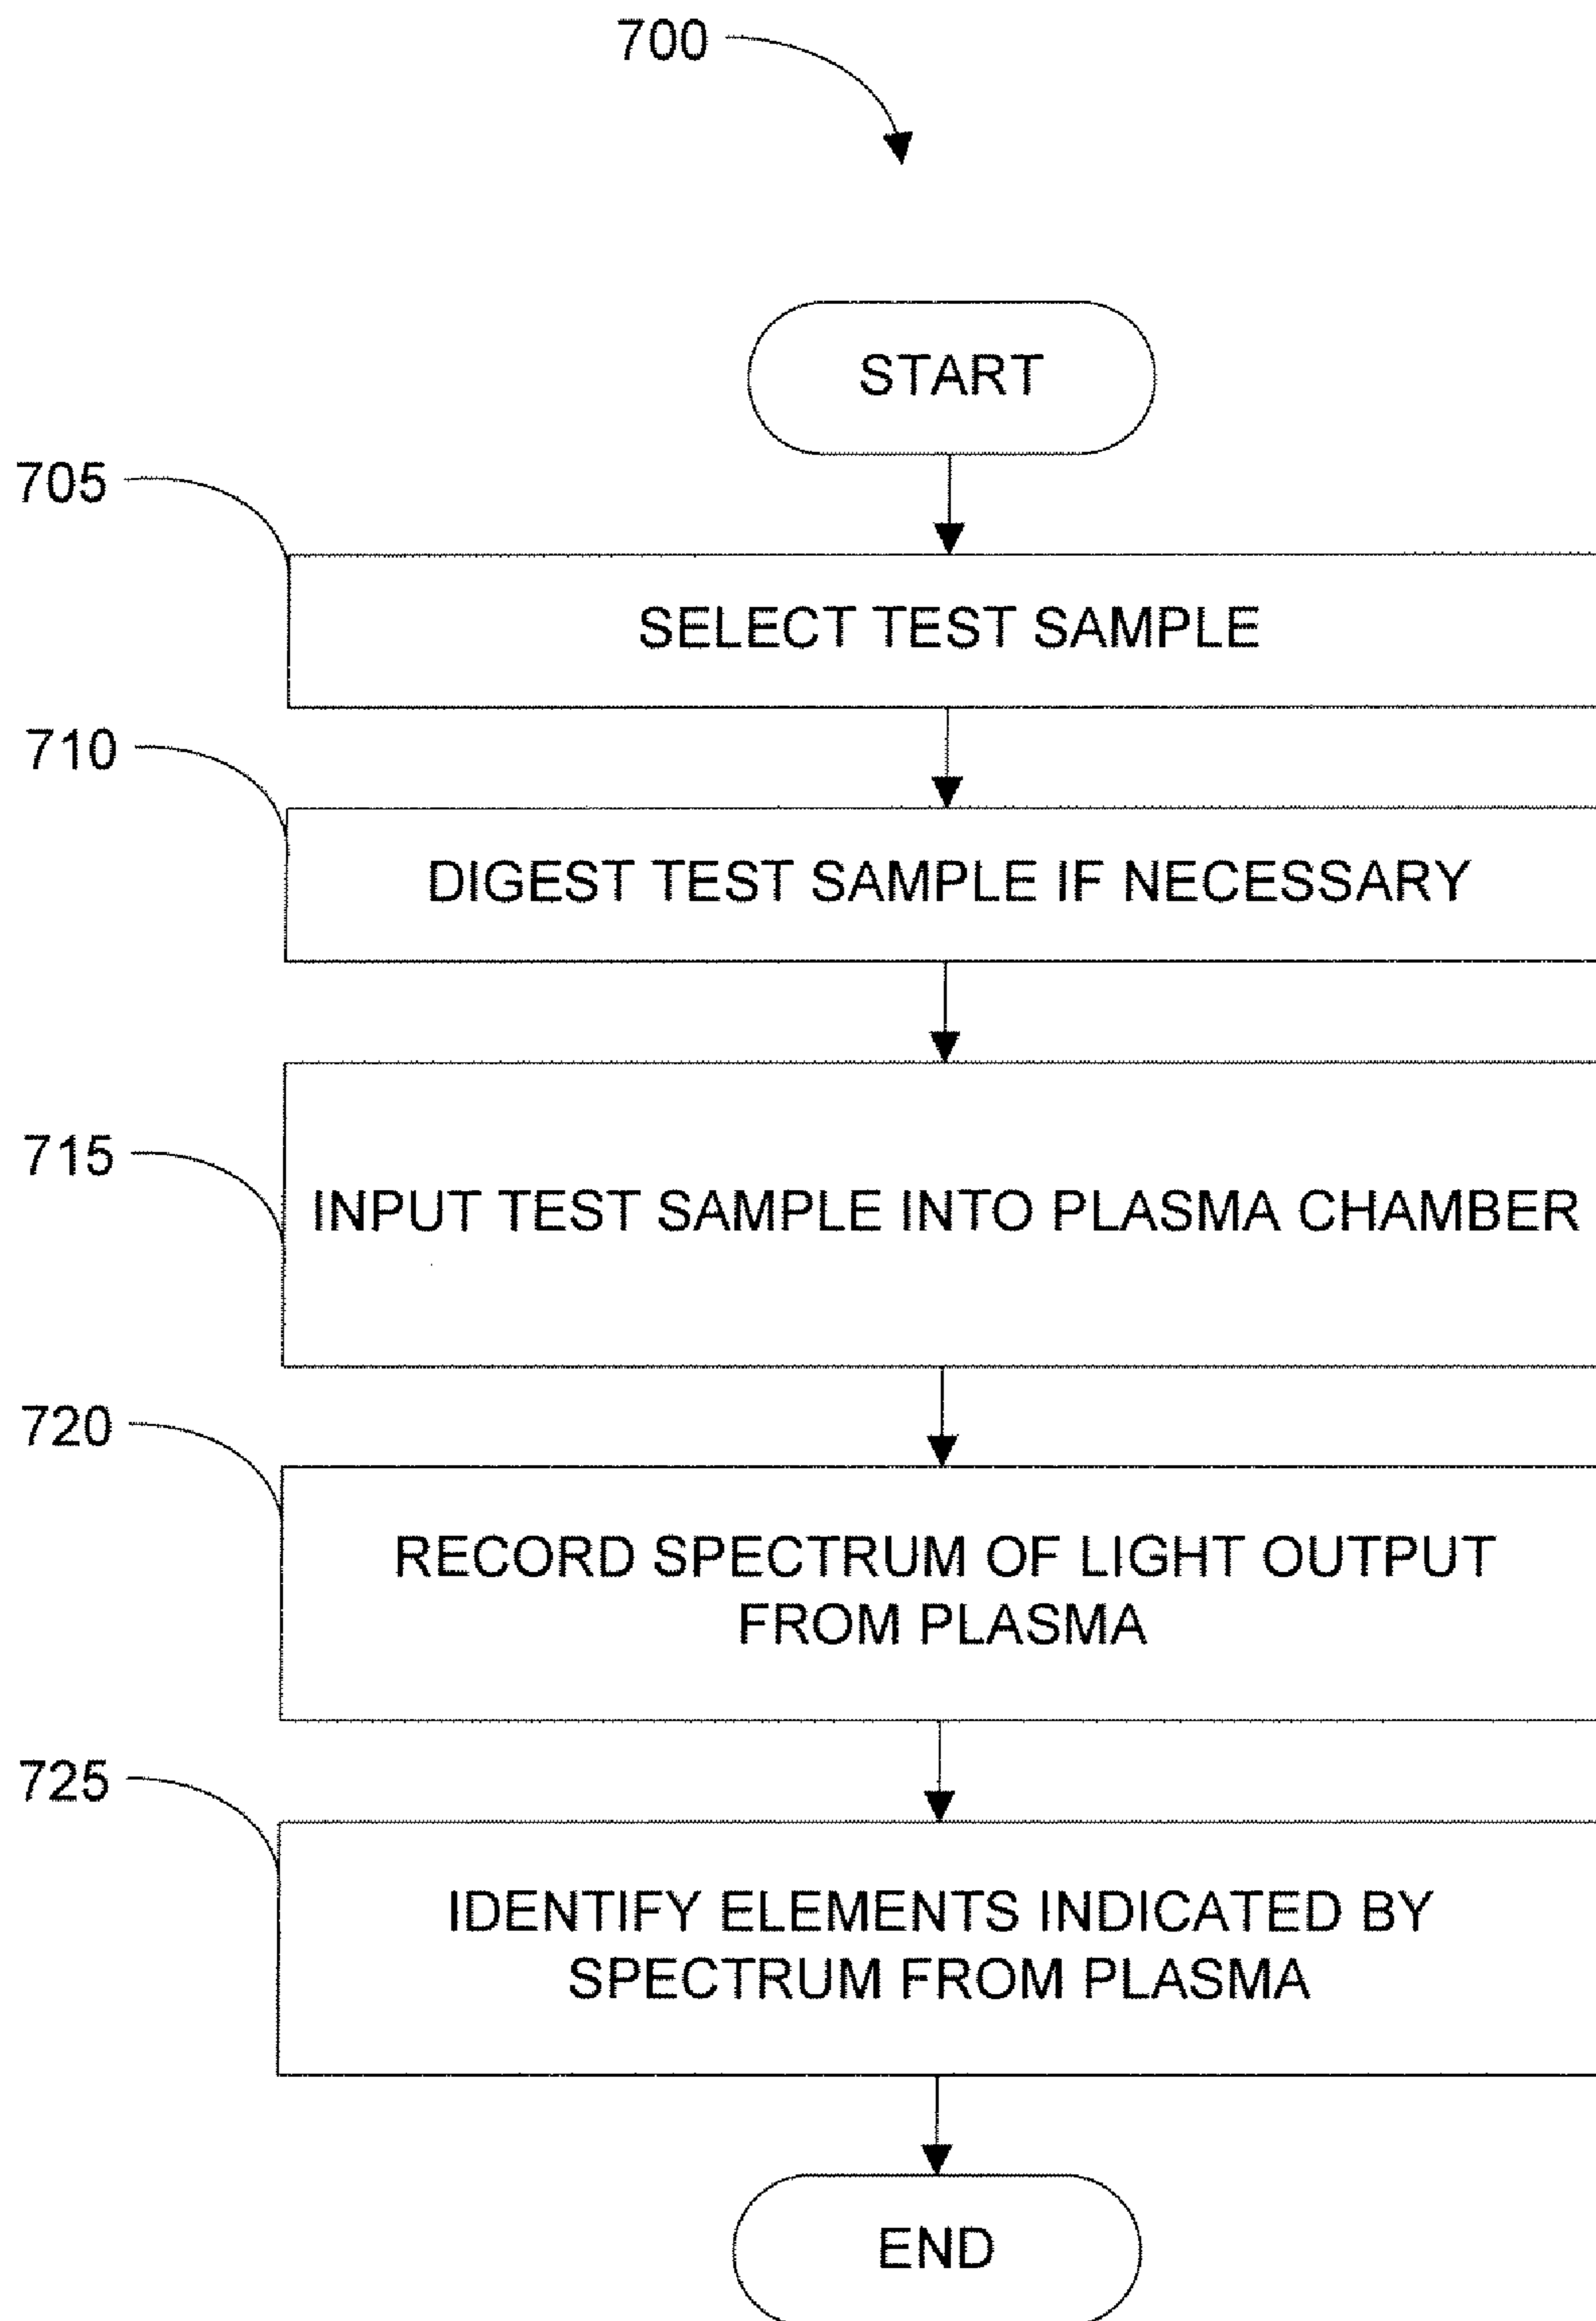 700
START
705
SELECT TEST SAMPLE
710
DIGEST TEST SAMPLE IF NECESSARY
715
INPUT TEST SAMPLE INTO PLASMA CHAMBER
720
RECORD SPECTRUM OF LIGHT OUTPUT
FROM PLASMA
725
IDENTIFY ELEMENTS INDICATED BY
SPECTRUM FROM PLASMA
END